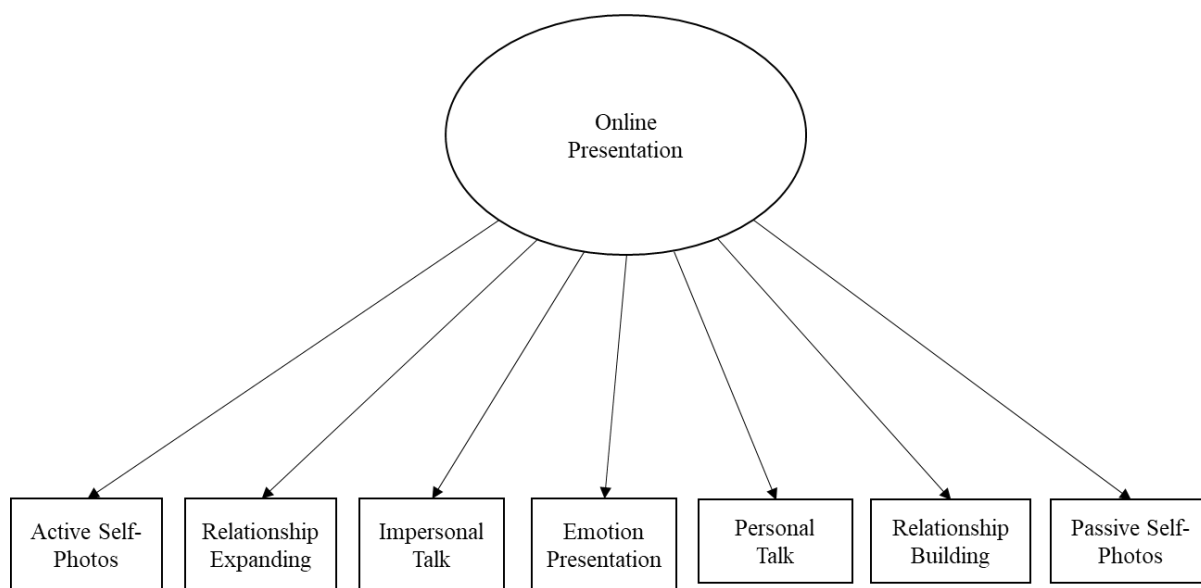 Online
Presentation
Active Self-
Photos
Relationship
Expanding
Impersonal
Talk
Emotion
Presentation
Personal
Talk
Relationship
Building
Passive Self-
Photos